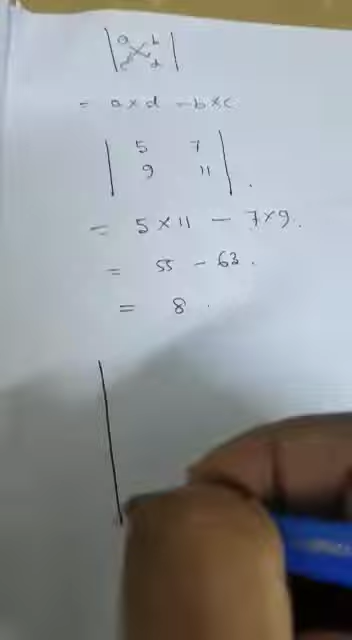 | a b |
| c d |
= a×d - b×c
| 5 7 |
| 9 11 | .
= 5×11 - 7×9.
= 55 - 63.
= 8.